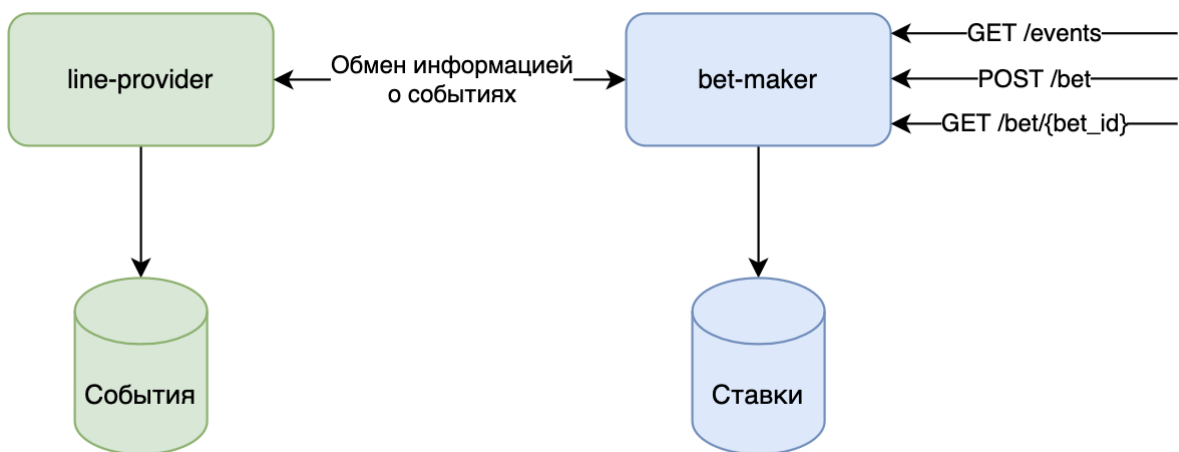 line-provider
Обмен информацией
о событиях
bet-maker
GET /events
POST /bet
GET /bet/{bet_id}
События
Ставки